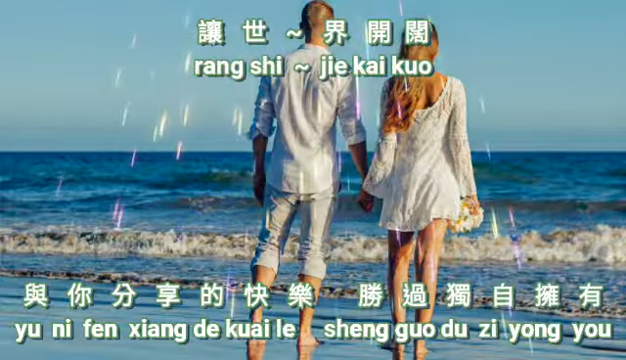 讓世~界開闊
rang shi ~ jie kai kuo
與你分享的快樂 勝過獨自擁有
yu ni fen xiang de kuai le sheng guo du zi yong you